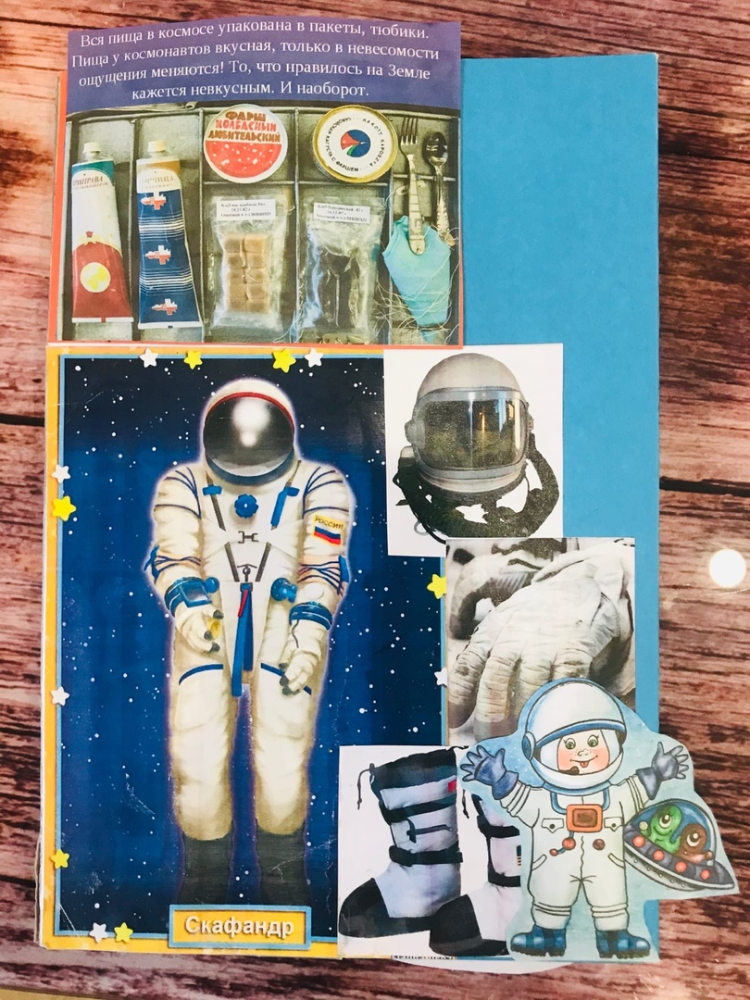 Вся пища в космосе упакована в пакеты, тюбики.
Пища у космонавтов вкусная, только в невесомости
ощущения меняются! То, что нравилось на Земле
кажется невкусным. И наоборот.
ФАРШ
КОЛБАСНЫЙ
ЛЮБИТЕЛЬСКИЙ
РОССИЯ
Скафандр